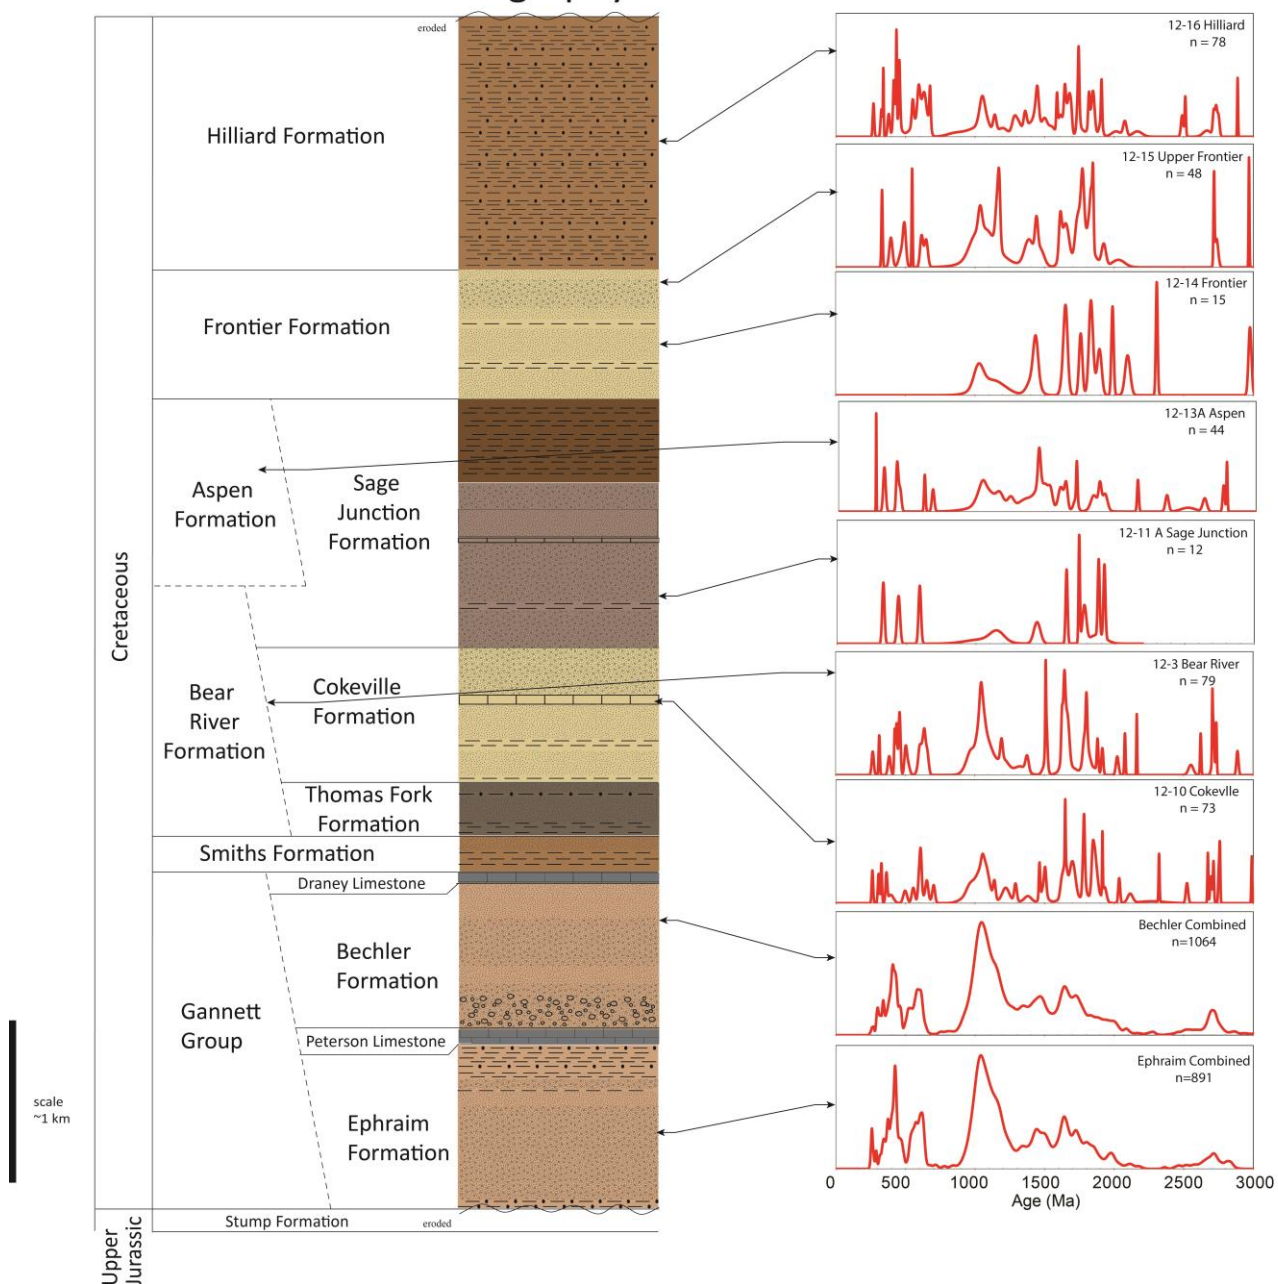 eroded
Hilliard Formation
Frontier Formation
Aspen
Formation
Sage
Junction
Formation
Cretaceous
Bear
River
Formation
Cokeville
Formation
Thomas Fork
Formation
Smiths Formation
Draney Limestone
Bechler
Formation
Gannett
Group
Peterson Limestone
Ephraim
Formation
scale
~1 km
Stump Formation
eroded
Upper
Jurassic
12-16 Hilliard
n = 78
12-15 Upper Frontier
n = 48
12-14 Frontier
n = 15
12-13A Aspen
n = 44
12-11 A Sage Junction
n = 12
12-3 Bear River
n = 79
12-10 Cokevlle
n = 73
Bechler Combined
n=1064
Ephraim Combined
n=891
0 500 1000 1500 2000 2500 3000
Age (Ma)